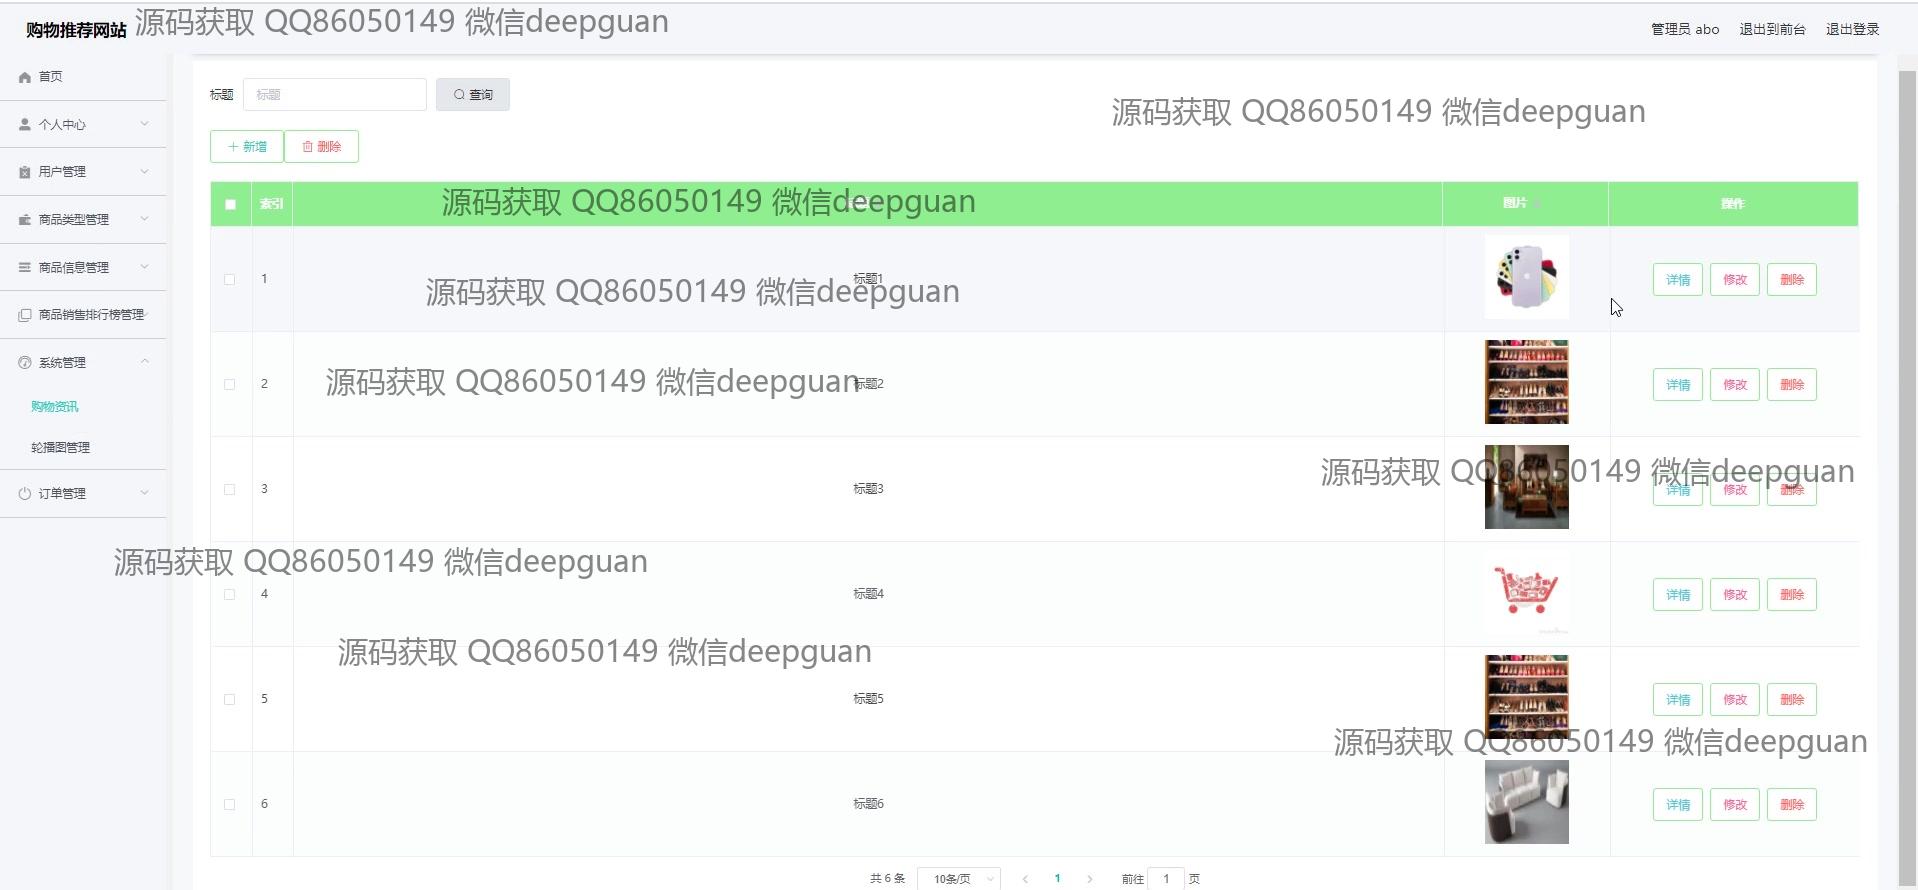 购物推荐网站 源码获取 QQ86050149 微信deepguan 管理员 abo 退出到前台 退出登录
首页
标题 标题 查询
源码获取 QQ86050149 微信deepguan
个人中心
新增 删除
用户管理
索引 源码获取 QQ86050149 微信deepguan 图片 操作
商品类型管理
商品信息管理
1 标题1 详情 修改 删除
源码获取 QQ86050149 微信deepguan
商品销售排行榜管理
系统管理
源码获取 QQ86050149 微信deepguan
2 标题2 详情 修改 删除
购物资讯
轮播图管理
源码获取 QQ86050149 微信deepguan
3 标题3 详情 修改 删除
订单管理
源码获取 QQ86050149 微信deepguan
4 标题4 详情 修改 删除
源码获取 QQ86050149 微信deepguan
5 标题5 详情 修改 删除
源码获取 QQ86050149 微信deepguan
6 标题6 详情 修改 删除
共 6 条 10条/页 1 前往 1 页